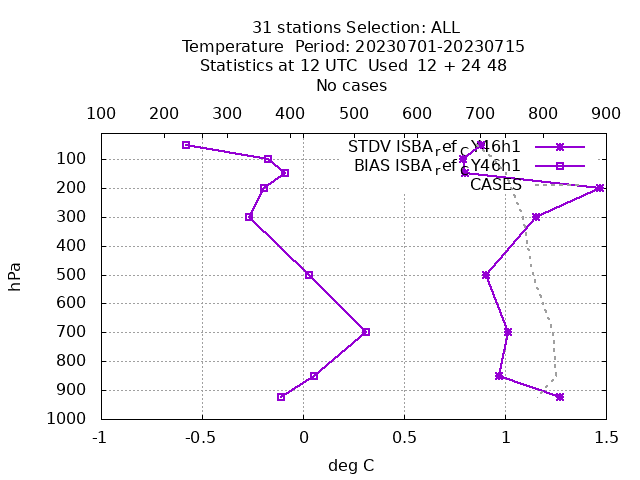 31 stations Selection: ALL
Temperature  Period: 20230701-20230715
Statistics at 12 UTC  Used  12 + 24 48
No cases
100 200 300 400 500 600 700 800 900
STDV ISBA_ref_CY46h1
BIAS ISBA_ref_CY46h1
CASES
100
200
300
400
500
600
700
800
900
1000
hPa
-1 -0.5 0 0.5 1 1.5
deg C